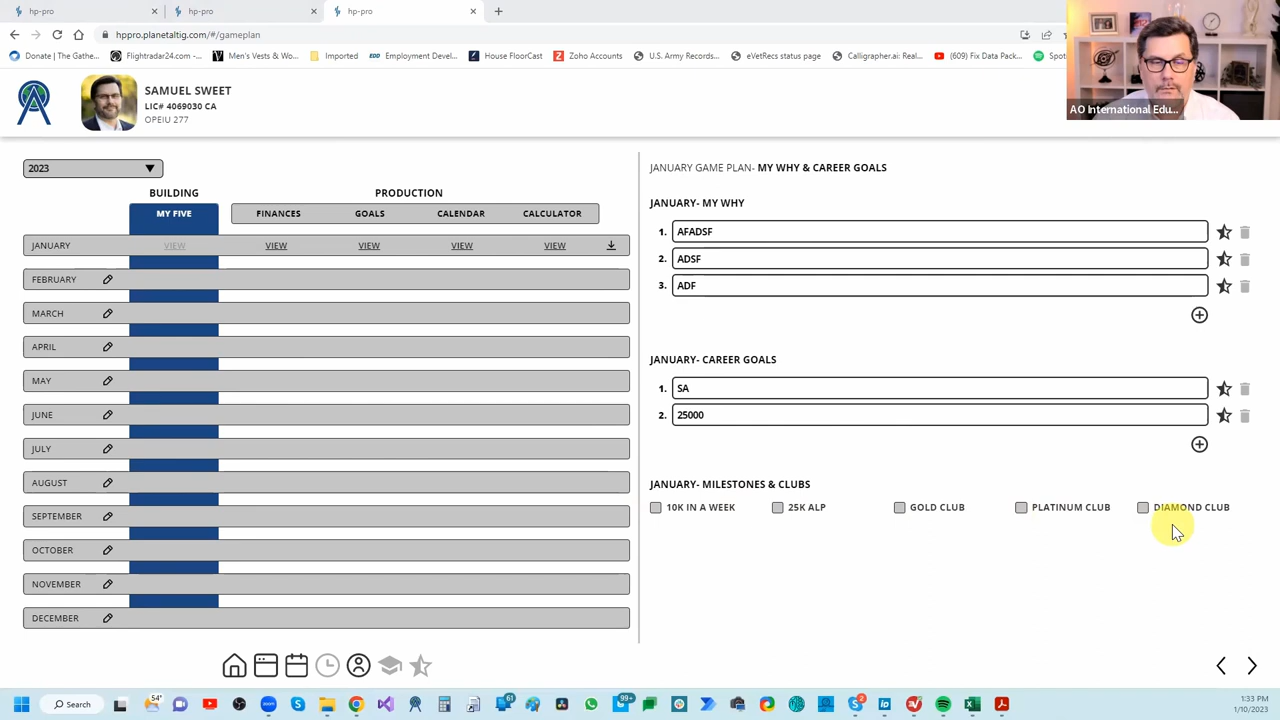 hp-pro
hp-pro
hp-pro
hppro.planetaltig.com/#/gameplan
Donate | The Gathe...
Flightradar24.com -...
Men's Vests & Wo...
Imported
EDD Employment Devel...
House FloorCast
Zoho Accounts
U.S. Army Records...
eVetRecs status page
Calligrapher.ai: Real...
(609) Fix Data Pack...
Spot
AO International Edu...
SAMUEL SWEET
LIC# 4069030 CA
OPEIU 277
2023
BUILDING
PRODUCTION
MY FIVE
FINANCES
GOALS
CALENDAR
CALCULATOR
JANUARY
VIEW
VIEW
VIEW
VIEW
VIEW
FEBRUARY
MARCH
APRIL
MAY
JUNE
JULY
AUGUST
SEPTEMBER
OCTOBER
NOVEMBER
DECEMBER
JANUARY GAME PLAN- MY WHY & CAREER GOALS
JANUARY- MY WHY
1. AFADSF
2. ADSF
3. ADF
JANUARY- CAREER GOALS
1. SA
2. 25000
JANUARY- MILESTONES & CLUBS
10K IN A WEEK
25K ALP
GOLD CLUB
PLATINUM CLUB
DIAMOND CLUB
Search
54°
61
99+
2
1:33 PM
1/10/2023